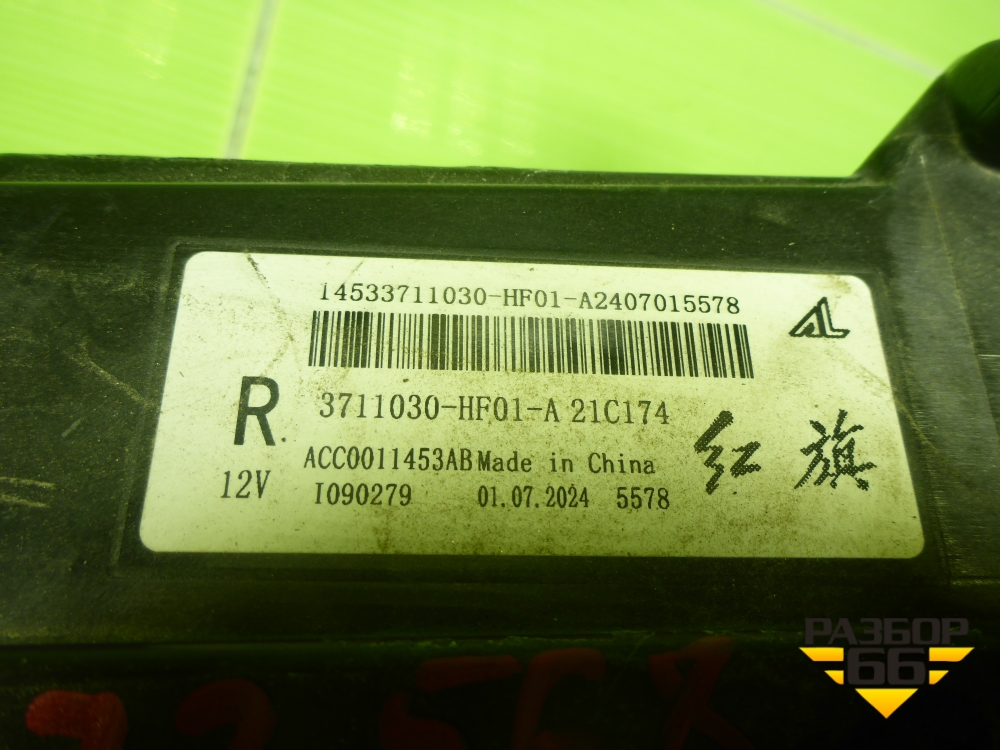 14533711030-HF01-A2407015578
AL
R
3711030-HF01-A 21C174
ACC0011453AB Made in China
红旗
12V
I090279 01.07.2024 5578
РАЗБОР
66